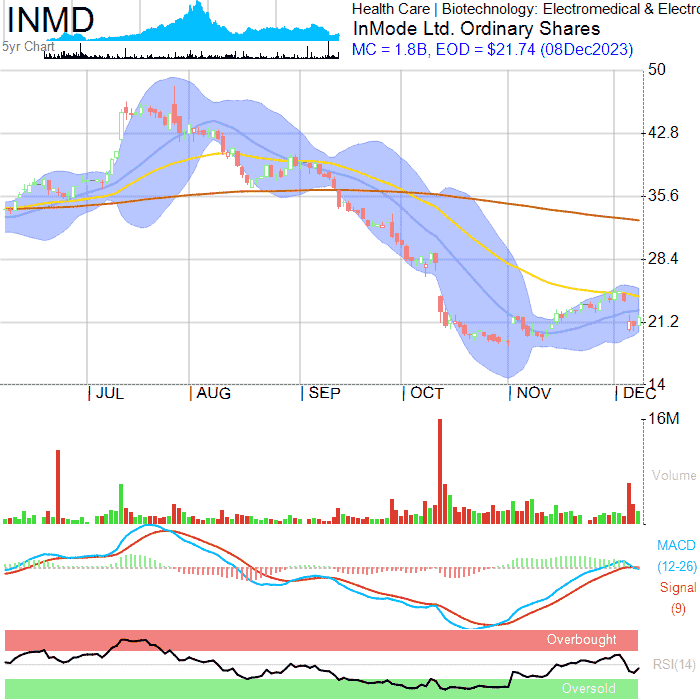 INMD
5yr Chart
Health Care | Biotechnology: Electromedical & Electro
InMode Ltd. Ordinary Shares
MC = 1.8B, EOD = $21.74 (08Dec2023)
50
42.8
35.6
28.4
21.2
14
JUL AUG SEP OCT NOV DEC
16M
Volume
MACD
(12-26)
Signal
(9)
Overbought
RSI(14)
Oversold